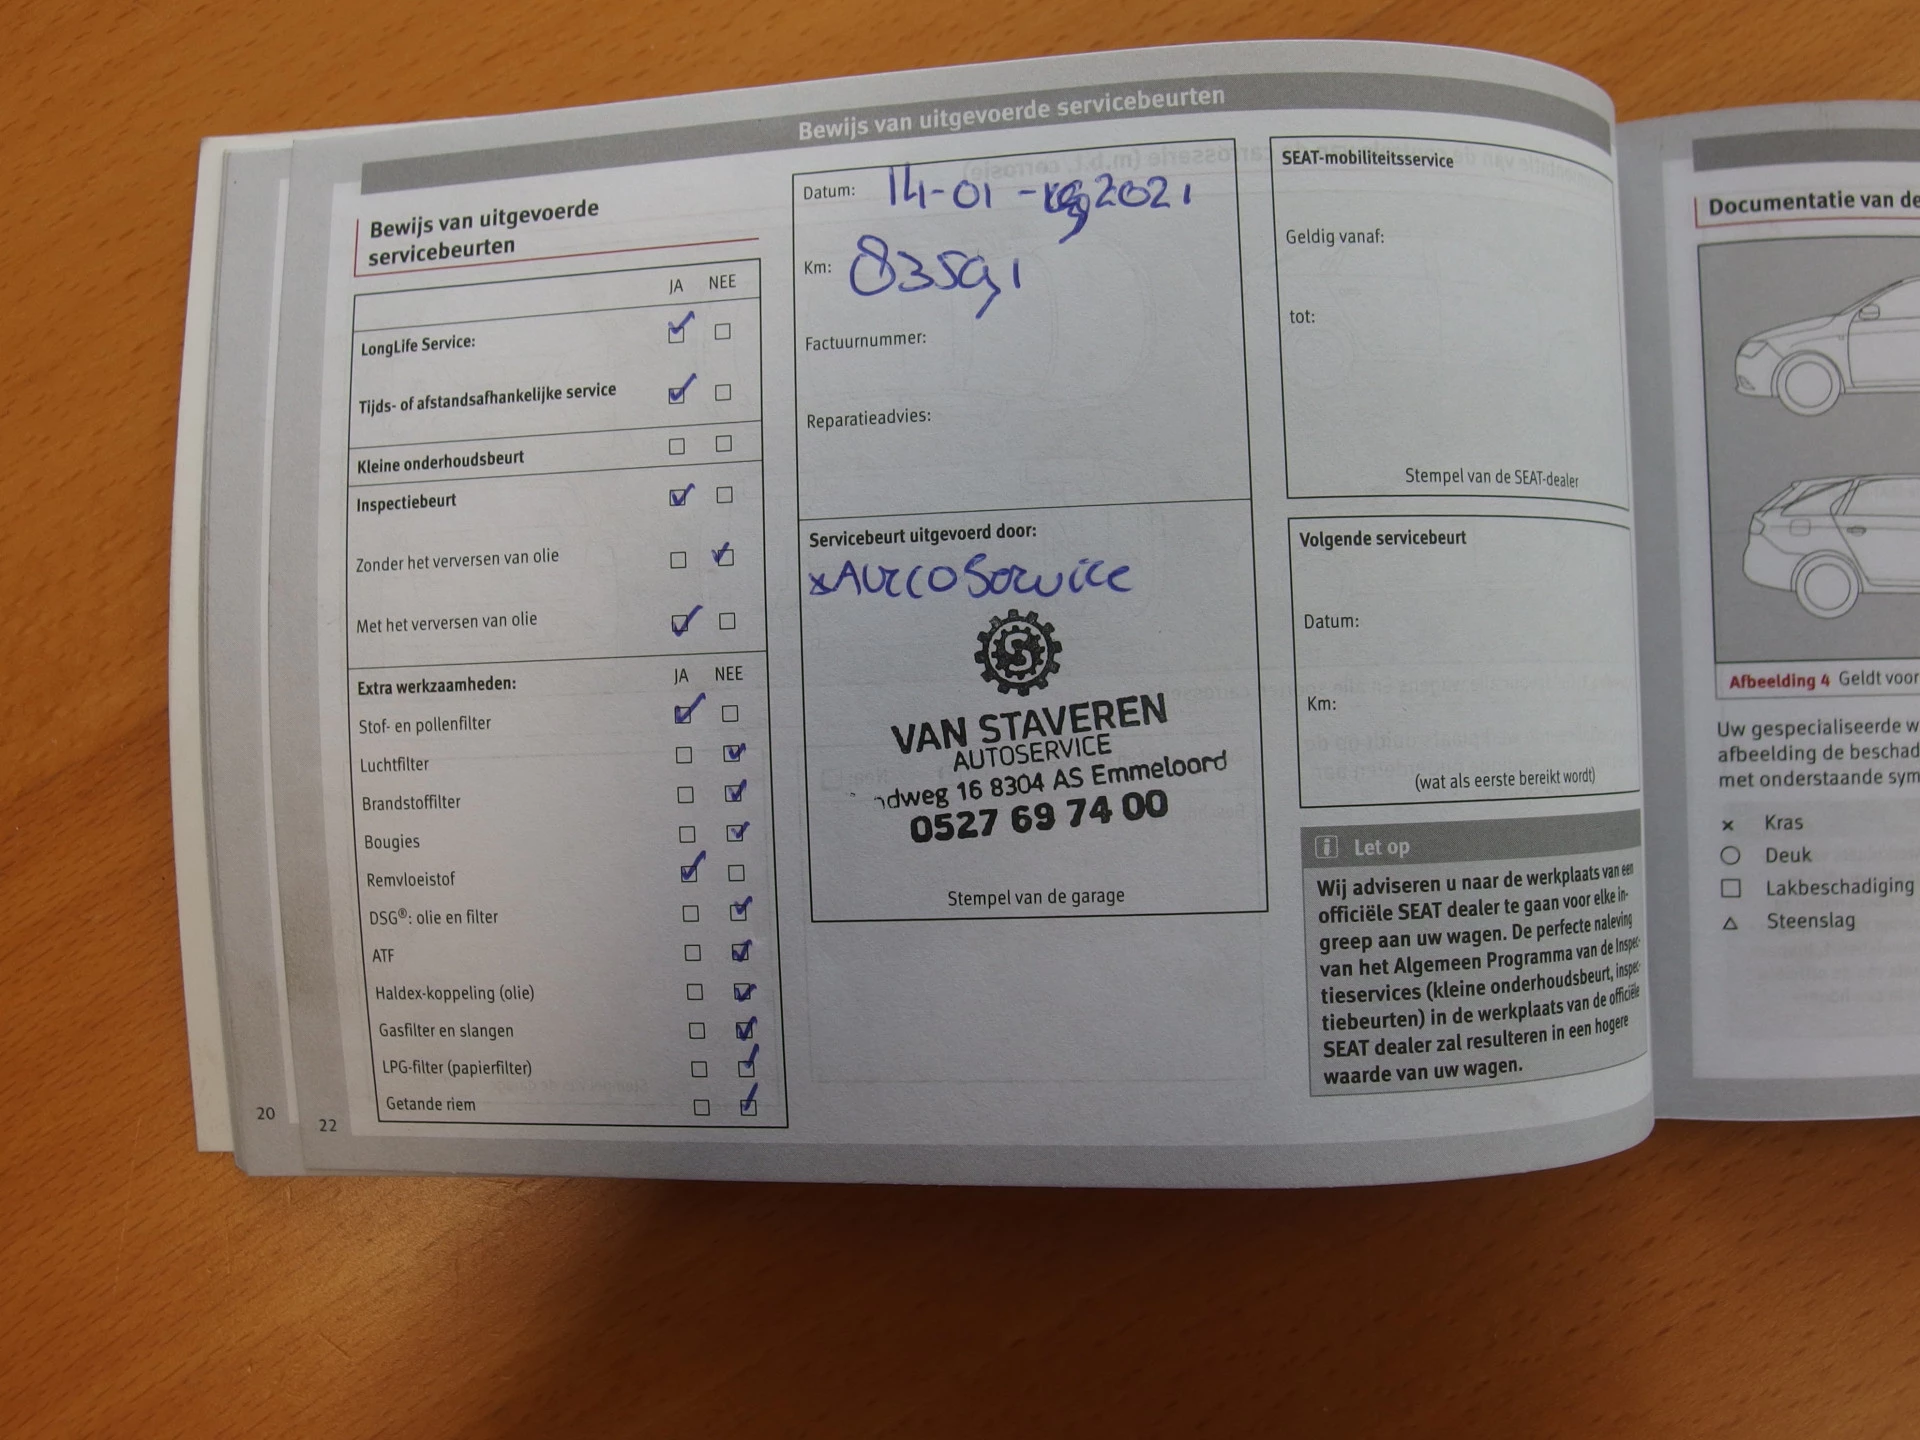 Bewijs van uitgevoerde servicebeurten
Bewijs van uitgevoerde
servicebeurten
JA NEE
LongLife Service:
Tijds- of afstandsafhankelijke service
Kleine onderhoudsbeurt
Inspectiebeurt
Zonder het verversen van olie
Met het verversen van olie
Extra werkzaamheden: JA NEE
Stof- en pollenfilter
Luchtfilter
Brandstoffilter
Bougies
Remvloeistof
DSG®: olie en filter
ATF
Haldex-koppeling (olie)
Gasfilter en slangen
LPG-filter (papierfilter)
Getande riem
20
22
Datum: 14-01 - 2021
Km: 83591
Factuurnummer:
Reparatieadvies:
Servicebeurt uitgevoerd door:
S
VAN STAVEREN
AUTOSERVICE
ndweg 16 8304 AS Emmeloord
0527 69 74 00
Stempel van de garage
SEAT-mobiliteitsservice
Geldig vanaf:
tot:
Stempel van de SEAT-dealer
Volgende servicebeurt
Datum:
Km:
(wat als eerste bereikt wordt)
i Let op
Wij adviseren u naar de werkplaats van een
officiële SEAT dealer te gaan voor elke in-
greep aan uw wagen. De perfecte naleving
van het Algemeen Programma van de Inspec-
tieservices (kleine onderhoudsbeurt, inspec-
tiebeurten) in de werkplaats van de officiële
SEAT dealer zal resulteren in een hogere
waarde van uw wagen.
Documentatie van de
Afbeelding 4 Geldt voor
Uw gespecialiseerde w
afbeelding de beschad
met onderstaande sym
x Kras
Deuk
Lakbeschadiging
Steenslag